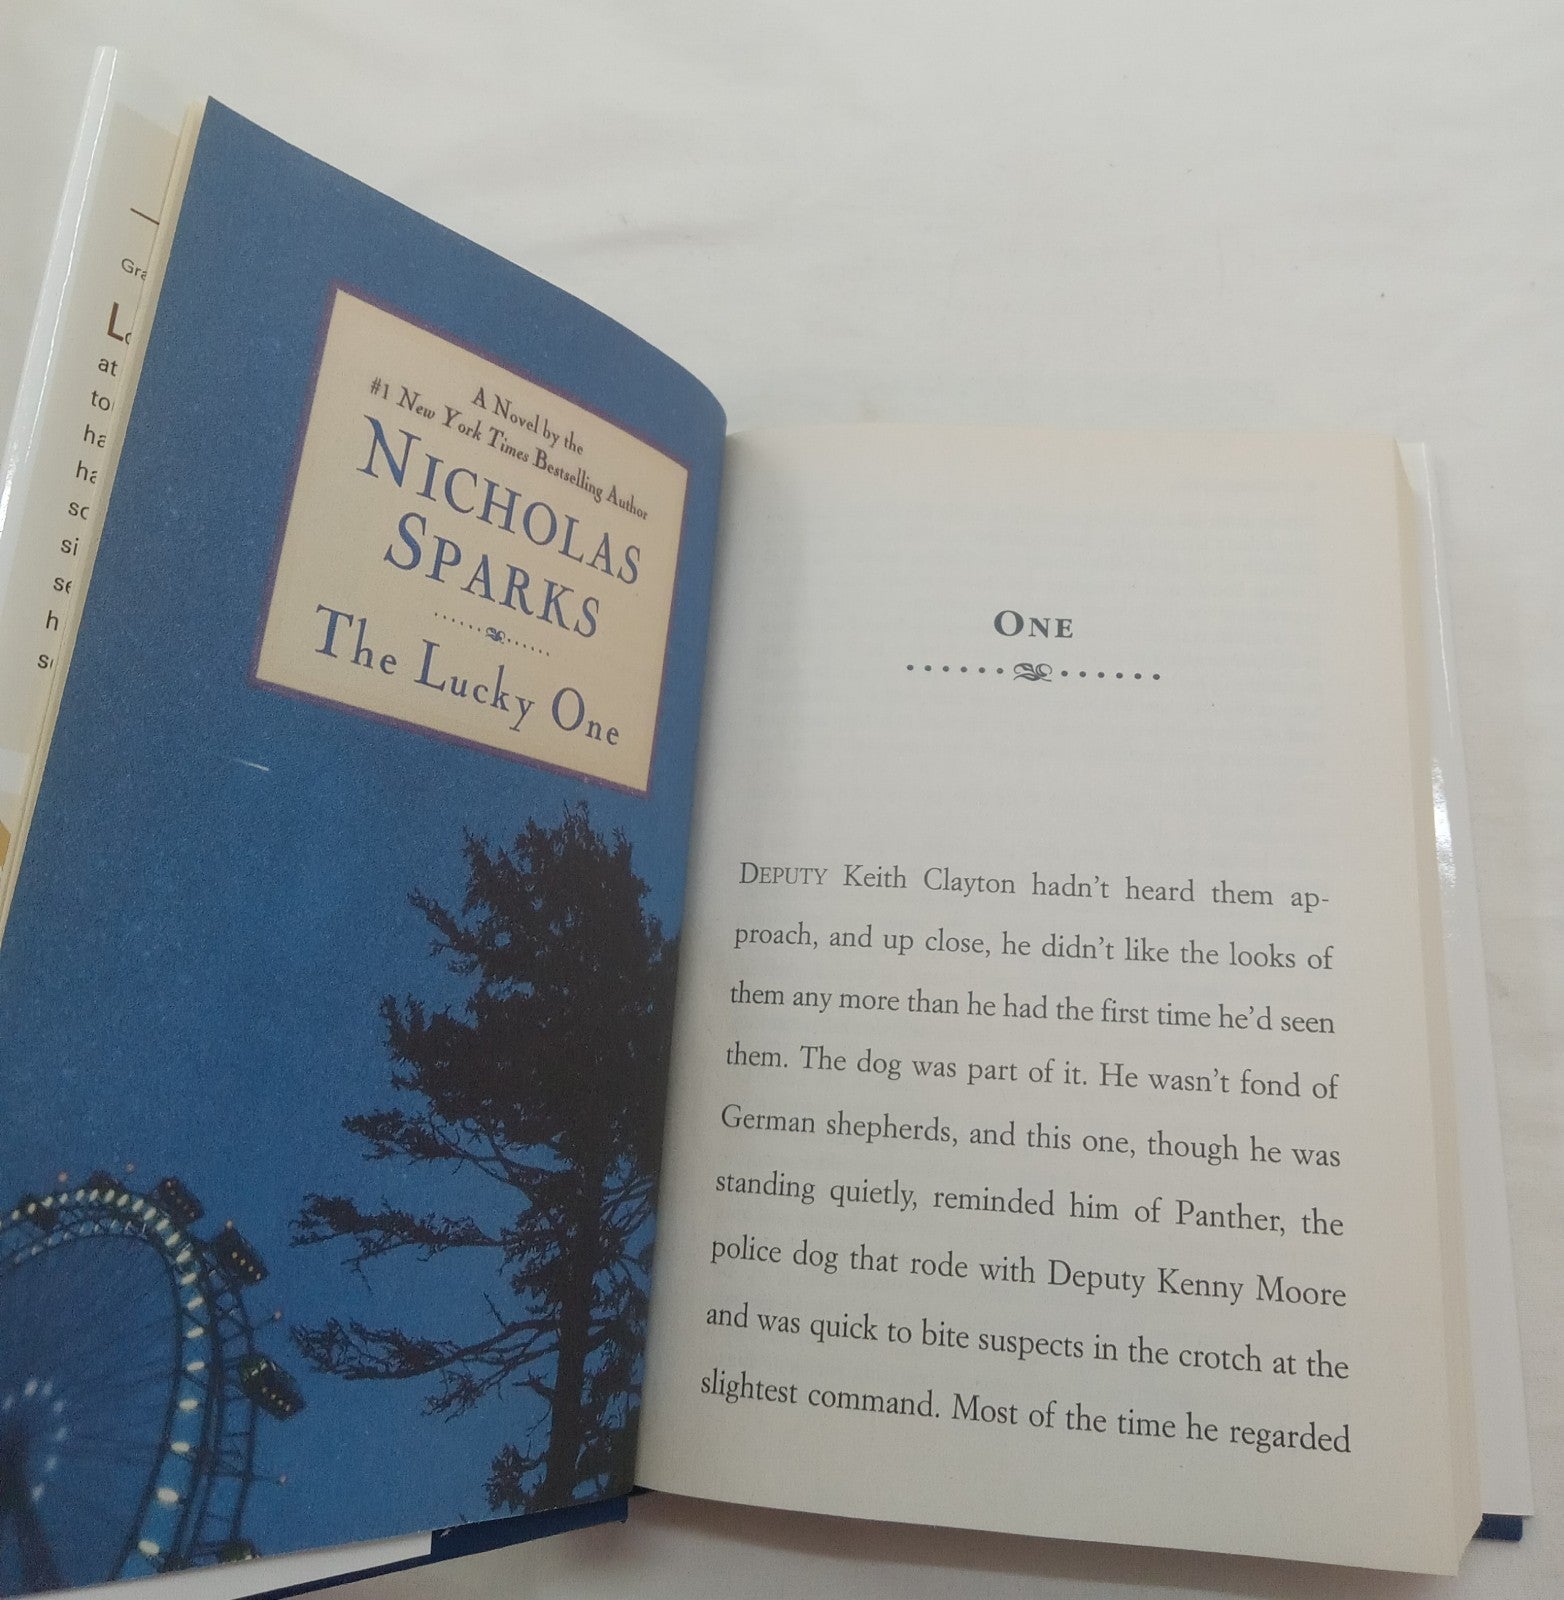 Gra
at
si
h
A Novel by the
#1 New York Times Bestselling Author
NICHOLAS
SPARKS
The Lucky One
ONE
DEPUTY Keith Clayton hadn't heard them ap-
proach, and up close, he didn't like the looks of
them any more than he had the first time he'd seen
them. The dog was part of it. He wasn't fond of
German shepherds, and this one, though he was
standing quietly, reminded him of Panther, the
police dog that rode with Deputy Kenny Moore
and was quick to bite suspects in the crotch at the
slightest command. Most of the time he regarded